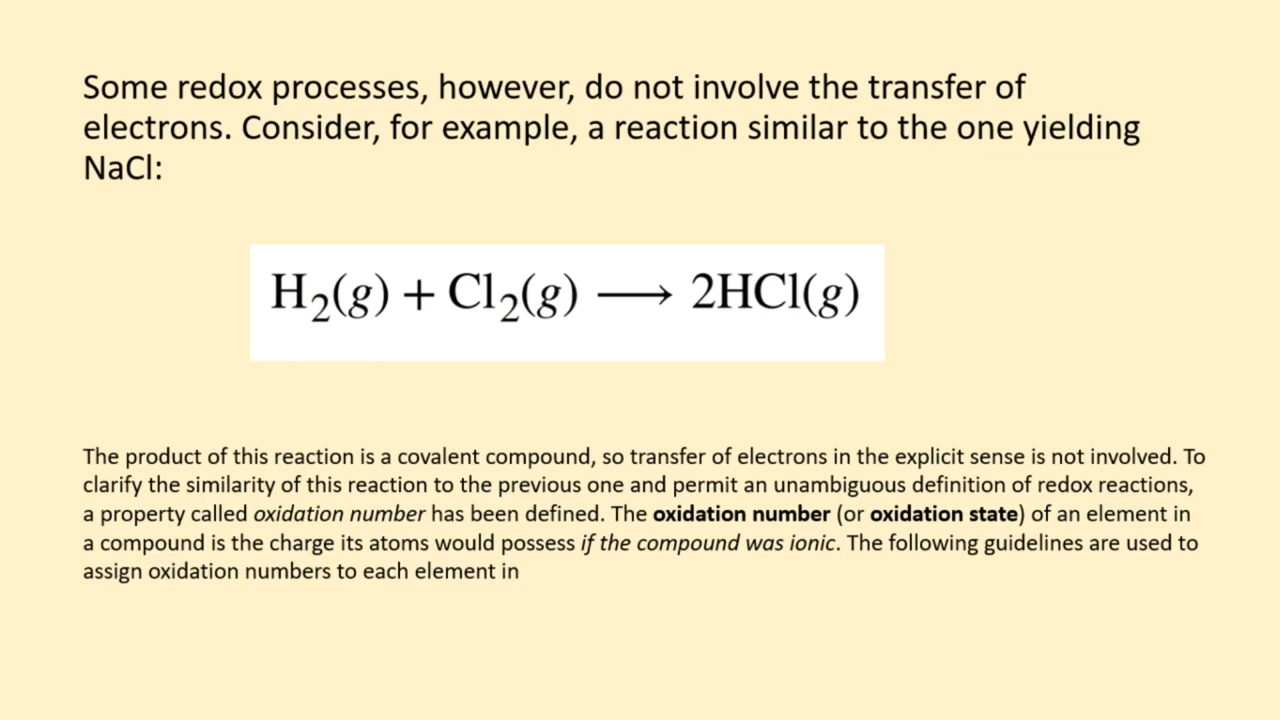 Some redox processes, however, do not involve the transfer of
electrons. Consider, for example, a reaction similar to the one yielding
NaCl:
H₂(g) + Cl₂(g) ⟶ 2HCl(g)
The product of this reaction is a covalent compound, so transfer of electrons in the explicit sense is not involved. To
clarify the similarity of this reaction to the previous one and permit an unambiguous definition of redox reactions,
a property called oxidation number has been defined. The oxidation number (or oxidation state) of an element in
a compound is the charge its atoms would possess if the compound was ionic. The following guidelines are used to
assign oxidation numbers to each element in